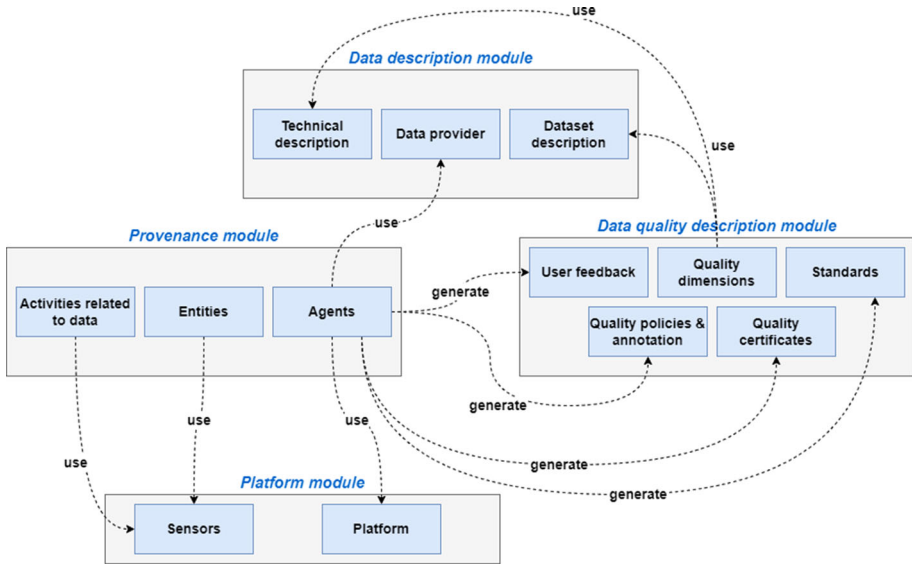 use
Data description module
Technical
description
Data provider
Dataset
description
use
use
Provenance module
Data quality description module
Activities related
to data
Entities
Agents
generate
User feedback
Quality
dimensions
Standards
Quality policies &
annotation
Quality
certificates
generate
use
use
use
generate
generate
Platform module
Sensors
Platform